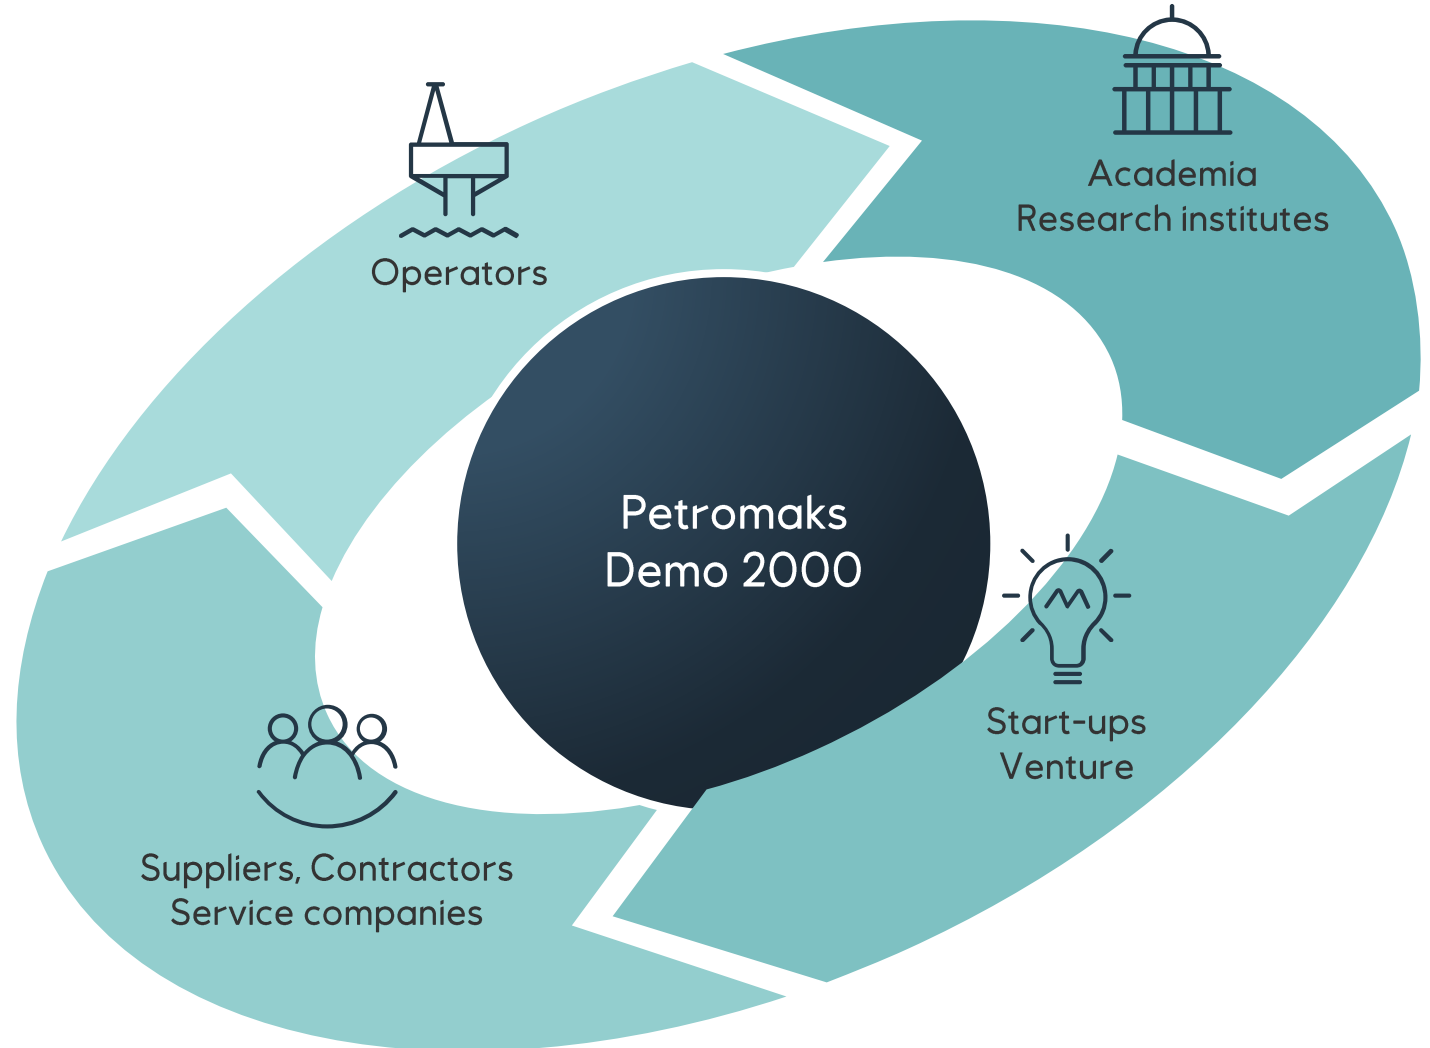 Academia
Research institutes
Operators
Petromaks
Demo 2000
Start-ups
Venture
Suppliers, Contractors
Service companies